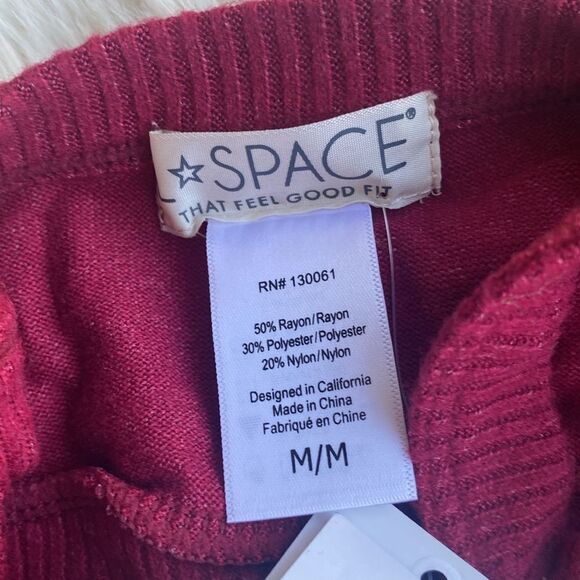 L☆SPACE®
THAT FEEL GOOD FIT
RN# 130061
50% Rayon/Rayon
30% Polyester/Polyester
20% Nylon/Nylon
Designed in California
Made in China
Fabriqué en Chine
M/M